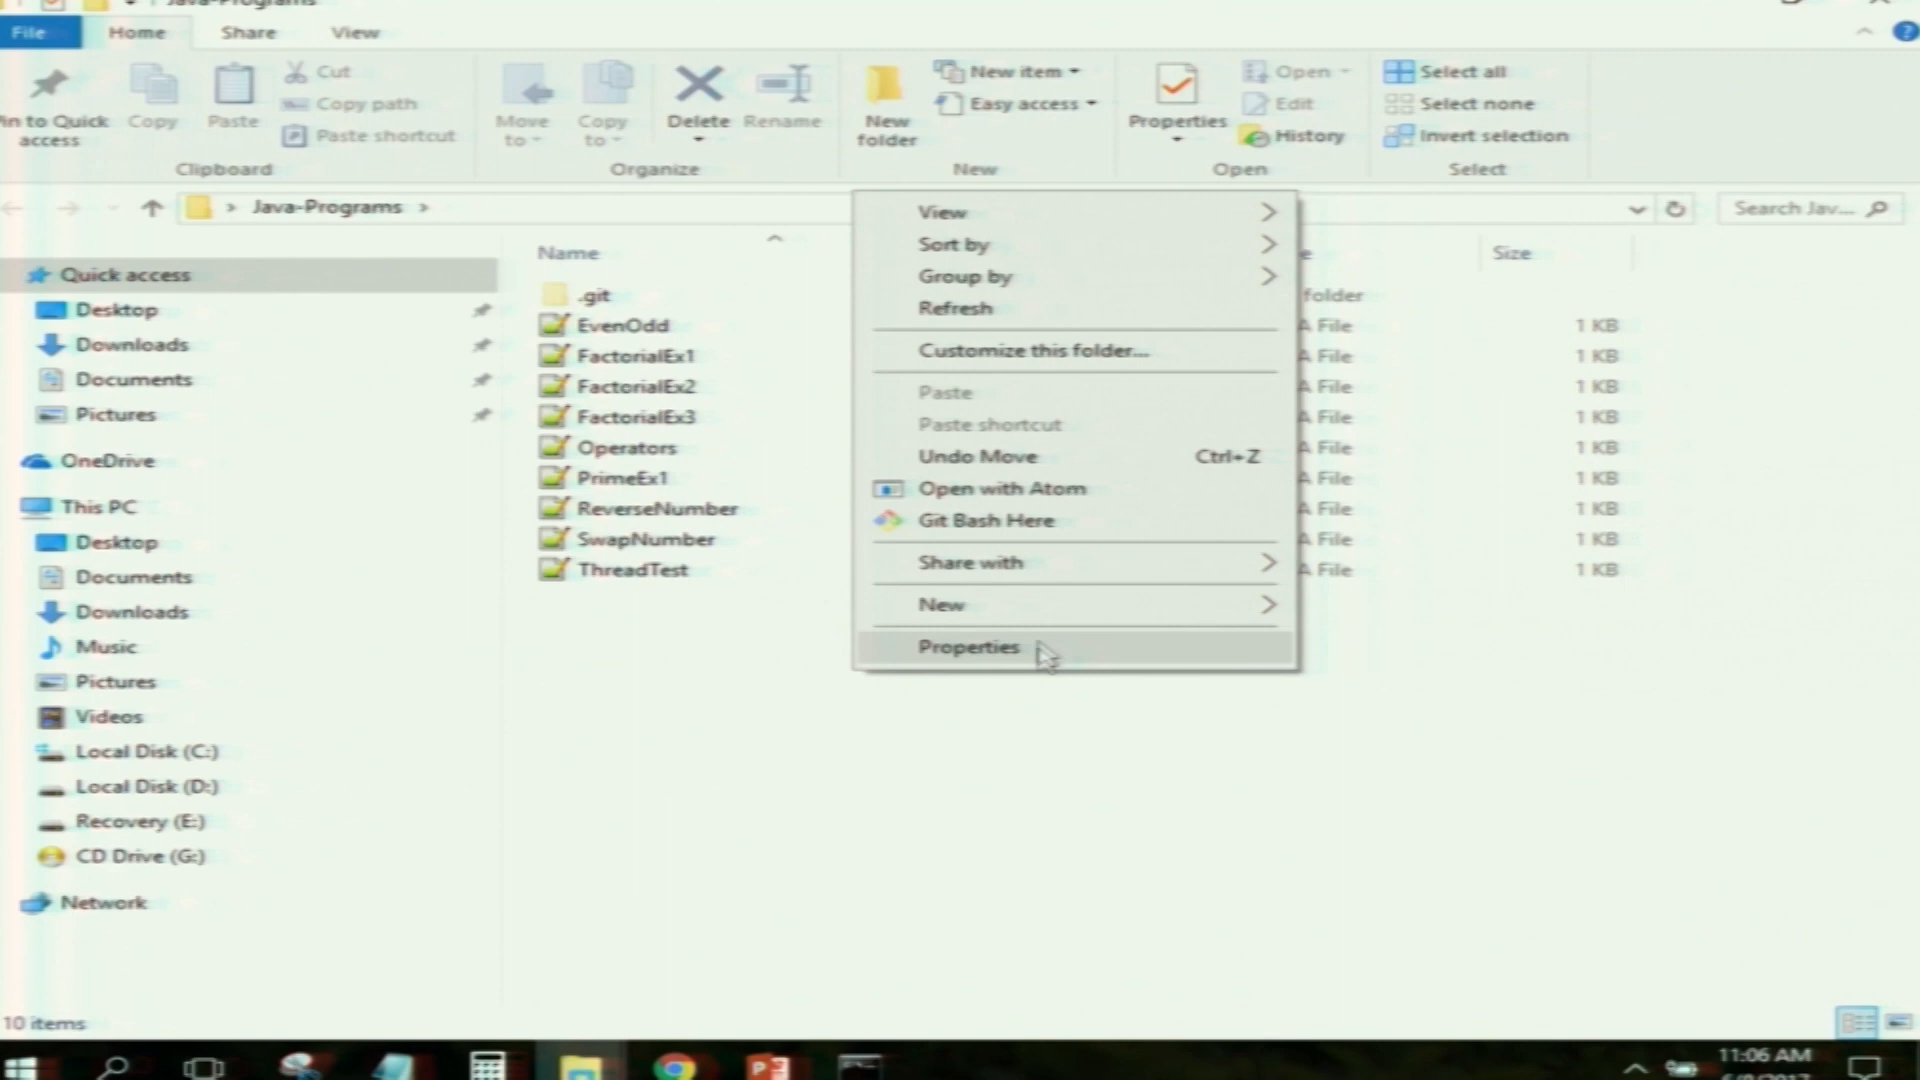 Java-Programs
File Home Share View
Pin to Quick access
Copy
Paste
Cut
Copy path
Paste shortcut
Clipboard
Move to
Copy to
Delete
Rename
Organize
New folder
New item
Easy access
New
Properties
Open
Edit
History
Open
Select all
Select none
Invert selection
Select
Java-Programs
Search Jav...
Quick access
Desktop
Downloads
Documents
Pictures
OneDrive
This PC
Desktop
Documents
Downloads
Music
Pictures
Videos
Local Disk (C:)
Local Disk (D:)
Recovery (E:)
CD Drive (G:)
Network
Name Size
.git folder
EvenOdd A File 1 KB
FactorialEx1 A File 1 KB
FactorialEx2 A File 1 KB
FactorialEx3 A File 1 KB
Operators A File 1 KB
PrimeEx1 A File 1 KB
ReverseNumber A File 1 KB
SwapNumber A File 1 KB
ThreadTest A File 1 KB
View
Sort by
Group by
Refresh
Customize this folder...
Paste
Paste shortcut
Undo Move Ctrl+Z
Open with Atom
Git Bash Here
Share with
New
Properties
10 items
11:06 AM